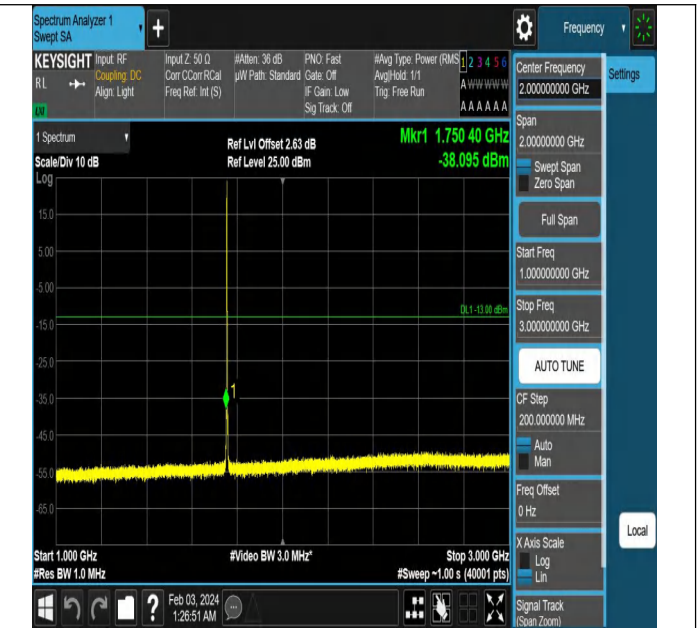 Spectrum Analyzer 1
Swept SA
+
Frequency
KEYSIGHT
RL
LXI
Input: RF
Coupling: DC
Align: Light
Input Z: 50 Ω
Corr CCorr RCal
Freq Ref: Int (S)
#Atten: 36 dB
µW Path: Standard
PNO: Fast
Gate: Off
IF Gain: Low
Sig Track: Off
#Avg Type: Power (RMS
Avg|Hold: 1/1
Trig: Free Run
1 2 3 4 5 6
A W W W W W
A A A A A A
1 Spectrum
Scale/Div 10 dB
Log
Ref Lvl Offset 2.63 dB
Ref Level 25.00 dBm
Mkr1 1.750 40 GHz
-38.095 dBm
15.0
5.00
-5.00
DL1 -13.00 dBm
-15.0
-25.0
-35.0
1
-45.0
-55.0
-65.0
Start 1.000 GHz
#Video BW 3.0 MHz*
Stop 3.000 GHz
#Res BW 1.0 MHz
#Sweep ~1.00 s (40001 pts)
Feb 03, 2024
1:26:51 AM
?
Center Frequency
2.000000000 GHz
Settings
Span
2.00000000 GHz
Swept Span
Zero Span
Full Span
Start Freq
1.000000000 GHz
Stop Freq
3.000000000 GHz
AUTO TUNE
CF Step
200.000000 MHz
Auto
Man
Freq Offset
0 Hz
X Axis Scale
Log
Lin
Local
Signal Track
(Span Zoom)